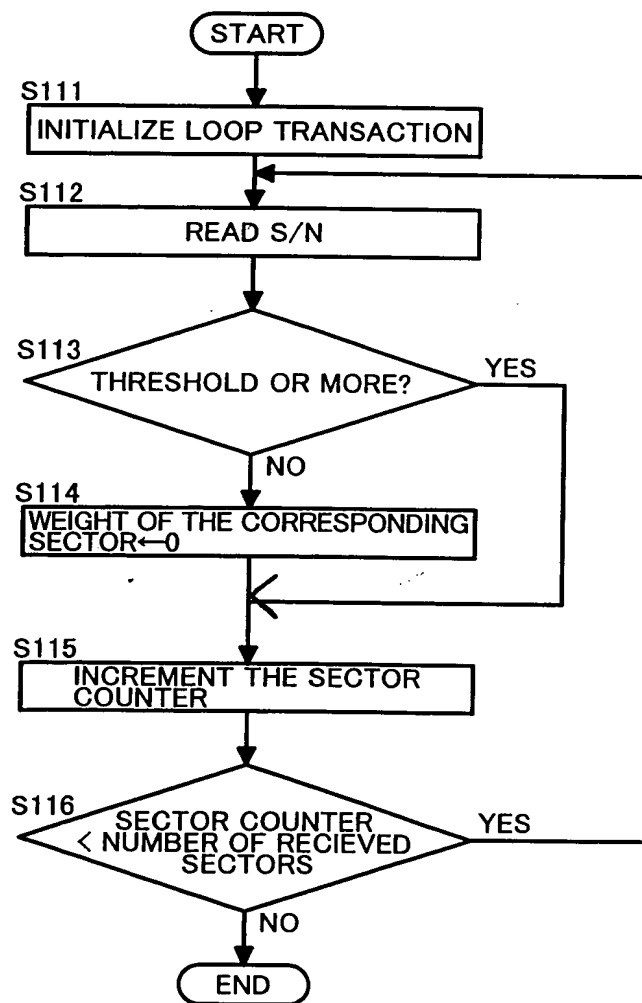 START
S111
INITIALIZE LOOP TRANSACTION
S112
READ S/N
S113
THRESHOLD OR MORE?
YES
NO
S114
WEIGHT OF THE CORRESPONDING
SECTOR←0
S115
INCREMENT THE SECTOR
COUNTER
S116
SECTOR COUNTER
< NUMBER OF RECIEVED
SECTORS
YES
NO
END